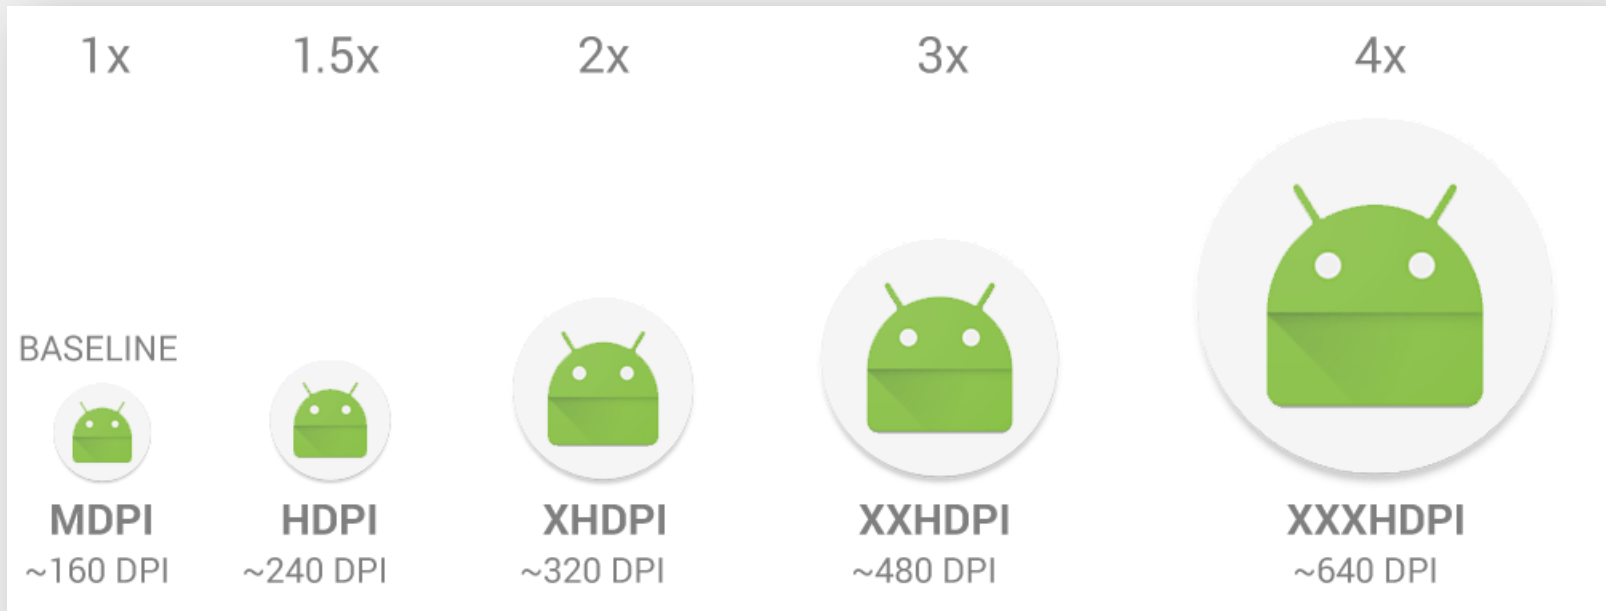 1x 1.5x 2x 3x 4x
BASELINE
MDPI HDPI XHDPI XXHDPI XXXHDPI
~160 DPI ~240 DPI ~320 DPI ~480 DPI ~640 DPI